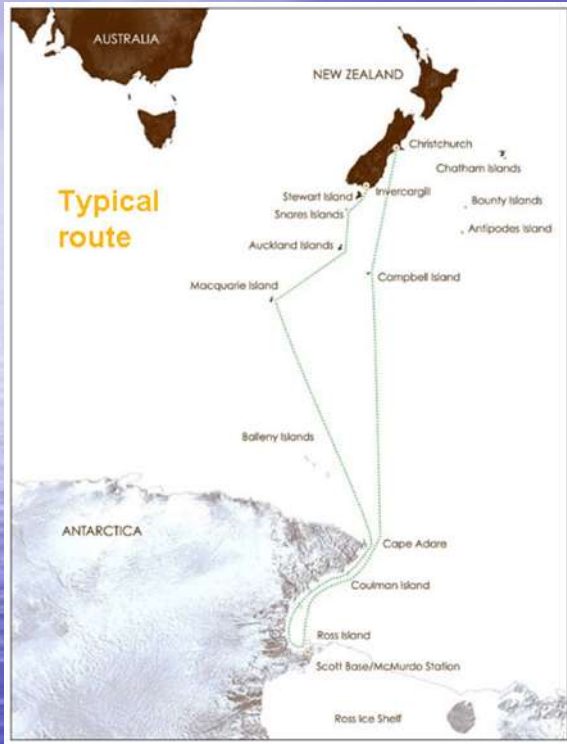 AUSTRALIA
NEW ZEALAND
Christchurch
Chatham Islands
Invercargill
Stewart Island
Typical
route
Bounty Islands
Snares Islands
Antipodes Island
Auckland Islands
Campbell Island
Macquarie Island
Balleny Islands
ANTARCTICA
Cape Adare
Coulman Island
Ross Island
Scott Base/McMurdo Station
Ross Ice Shelf